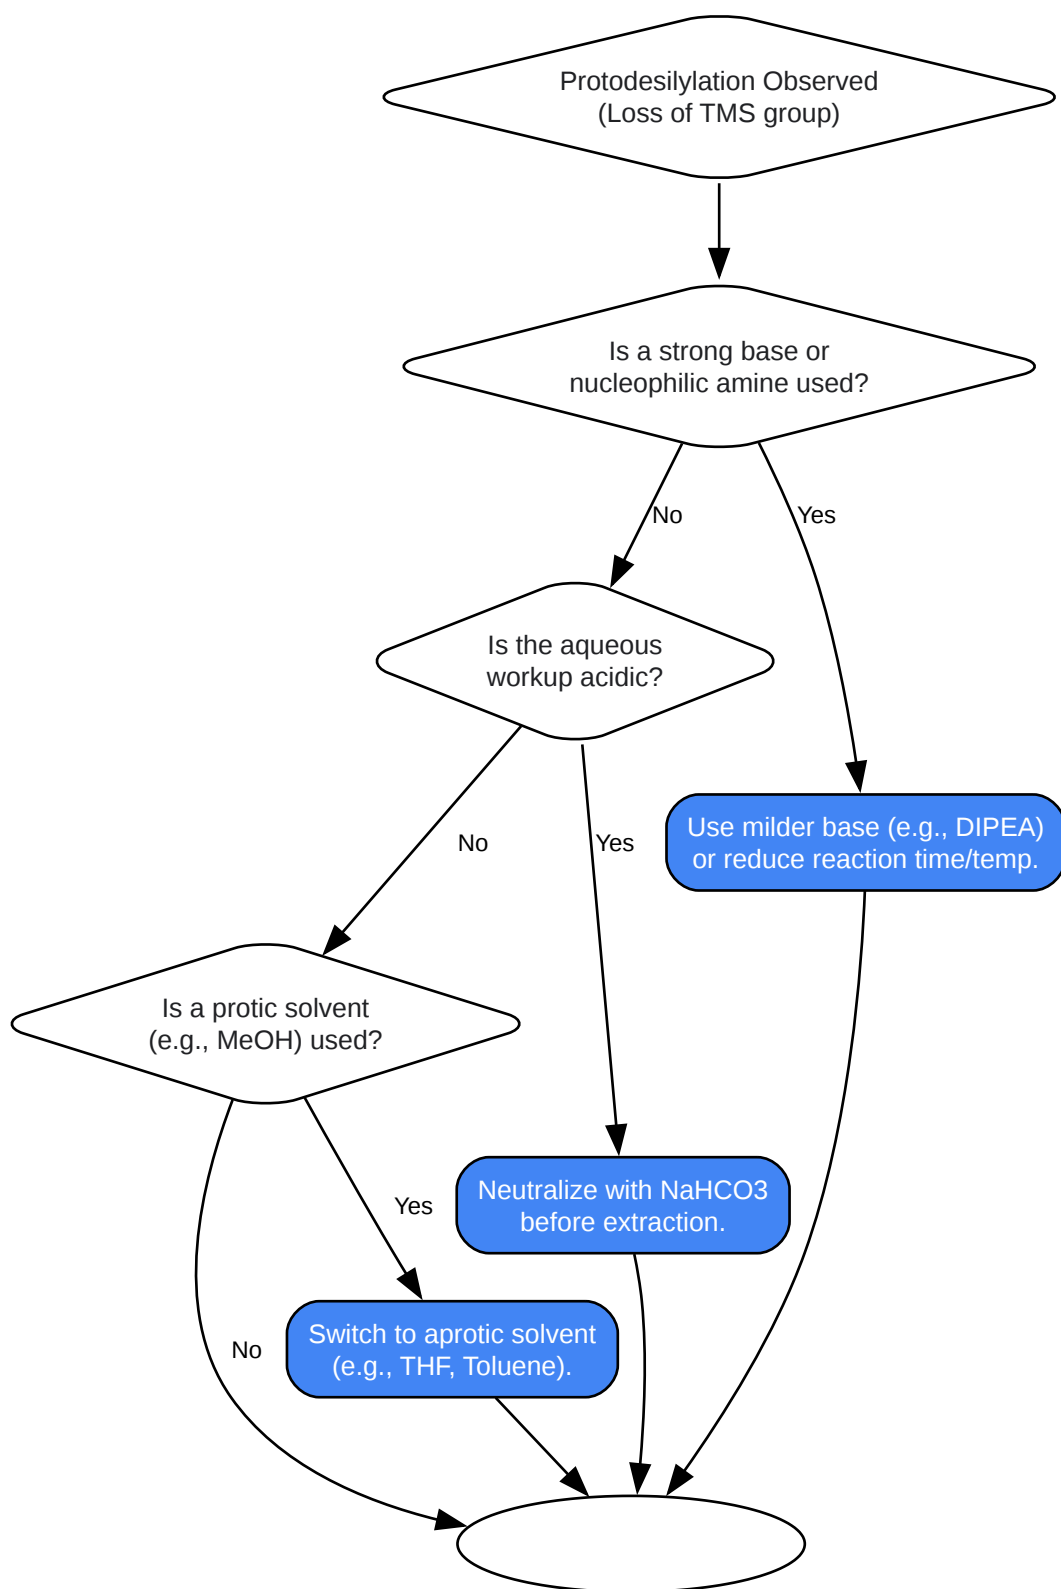 Protodesilylation Observed
(Loss of TMS group)
Is a strong base or
nucleophilic amine used?
No
Yes
Is the aqueous
workup acidic?
Use milder base (e.g., DIPEA)
or reduce reaction time/temp.
No
Yes
Is a protic solvent
(e.g., MeOH) used?
Neutralize with NaHCO3
before extraction.
Yes
Switch to aprotic solvent
(e.g., THF, Toluene).
No